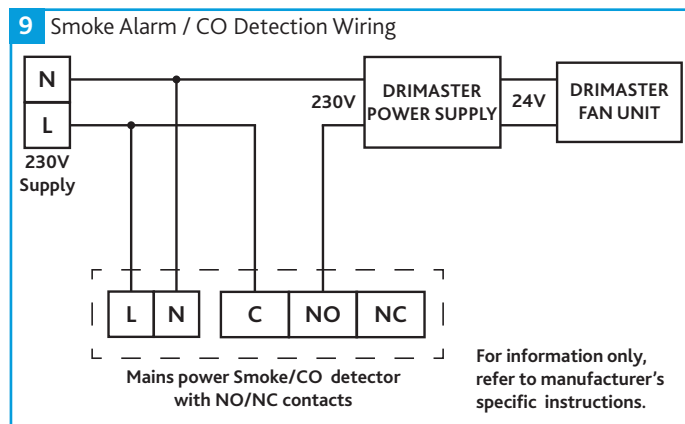 9 Smoke Alarm / CO Detection Wiring
N
L
230V
Supply
230V
DRIMASTER
POWER SUPPLY
24V
DRIMASTER
FAN UNIT
L N C NO NC
Mains power Smoke/CO detector
with NO/NC contacts
For information only,
refer to manufacturer's
specific instructions.